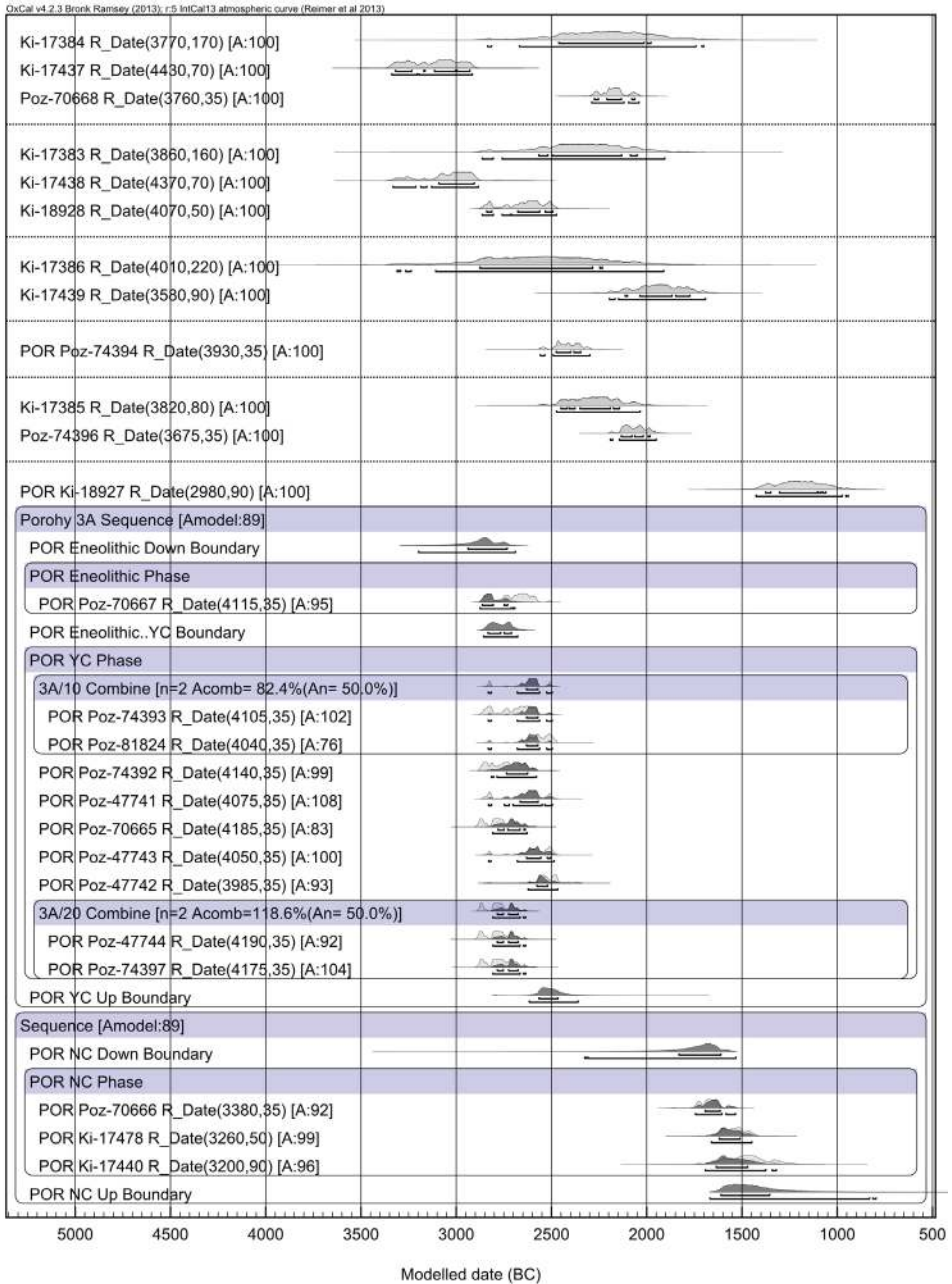 OxCal v4.2.3 Bronk Ramsey (2013); r:5 IntCal13 atmospheric curve (Reimer et al 2013)
Ki-17384 R_Date(3770,170) [A:100]
Ki-17437 R_Date(4430,70) [A:100]
Poz-70668 R_Date(3760,35) [A:100]
Ki-17383 R_Date(3860,160) [A:100]
Ki-17438 R_Date(4370,70) [A:100]
Ki-18928 R_Date(4070,50) [A:100]
Ki-17386 R_Date(4010,220) [A:100]
Ki-17439 R_Date(3580,90) [A:100]
POR Poz-74394 R_Date(3930,35) [A:100]
Ki-17385 R_Date(3820,80) [A:100]
Poz-74396 R_Date(3675,35) [A:100]
POR Ki-18927 R_Date(2980,90) [A:100]
Porohy 3A Sequence [Amodel:89]
POR Eneolithic Down Boundary
POR Eneolithic Phase
POR Poz-70667 R_Date(4115,35) [A:95]
POR Eneolithic..YC Boundary
POR YC Phase
3A/10 Combine [n=2 Acomb= 82.4%(An= 50.0%)]
POR Poz-74393 R_Date(4105,35) [A:102]
POR Poz-81824 R_Date(4040,35) [A:76]
POR Poz-74392 R_Date(4140,35) [A:99]
POR Poz-47741 R_Date(4075,35) [A:108]
POR Poz-70665 R_Date(4185,35) [A:83]
POR Poz-47743 R_Date(4050,35) [A:100]
POR Poz-47742 R_Date(3985,35) [A:93]
3A/20 Combine [n=2 Acomb=118.6%(An= 50.0%)]
POR Poz-47744 R_Date(4190,35) [A:92]
POR Poz-74397 R_Date(4175,35) [A:104]
POR YC Up Boundary
Sequence [Amodel:89]
POR NC Down Boundary
POR NC Phase
POR Poz-70666 R_Date(3380,35) [A:92]
POR Ki-17478 R_Date(3260,50) [A:99]
POR Ki-17440 R_Date(3200,90) [A:96]
POR NC Up Boundary
5000 4500 4000 3500 3000 2500 2000 1500 1000 500
Modelled date (BC)